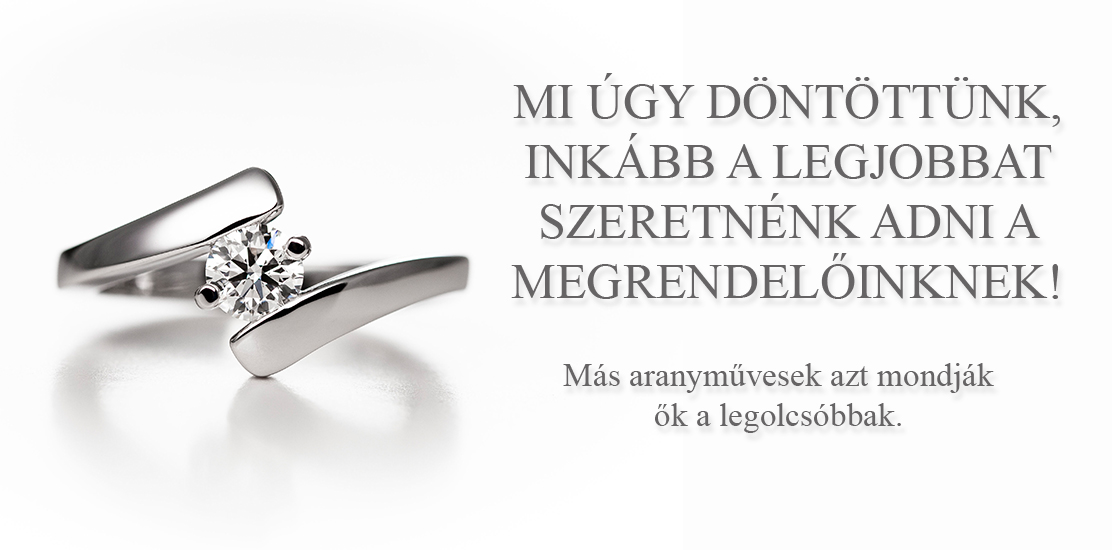 MI ÚGY DÖNTÖTTÜNK,
INKÁBB A LEGJOBBAT
SZERETNÉNK ADNI A
MEGRENDELŐINKNEK!
Más aranyművesek azt mondják
ők a legolcsóbbak.